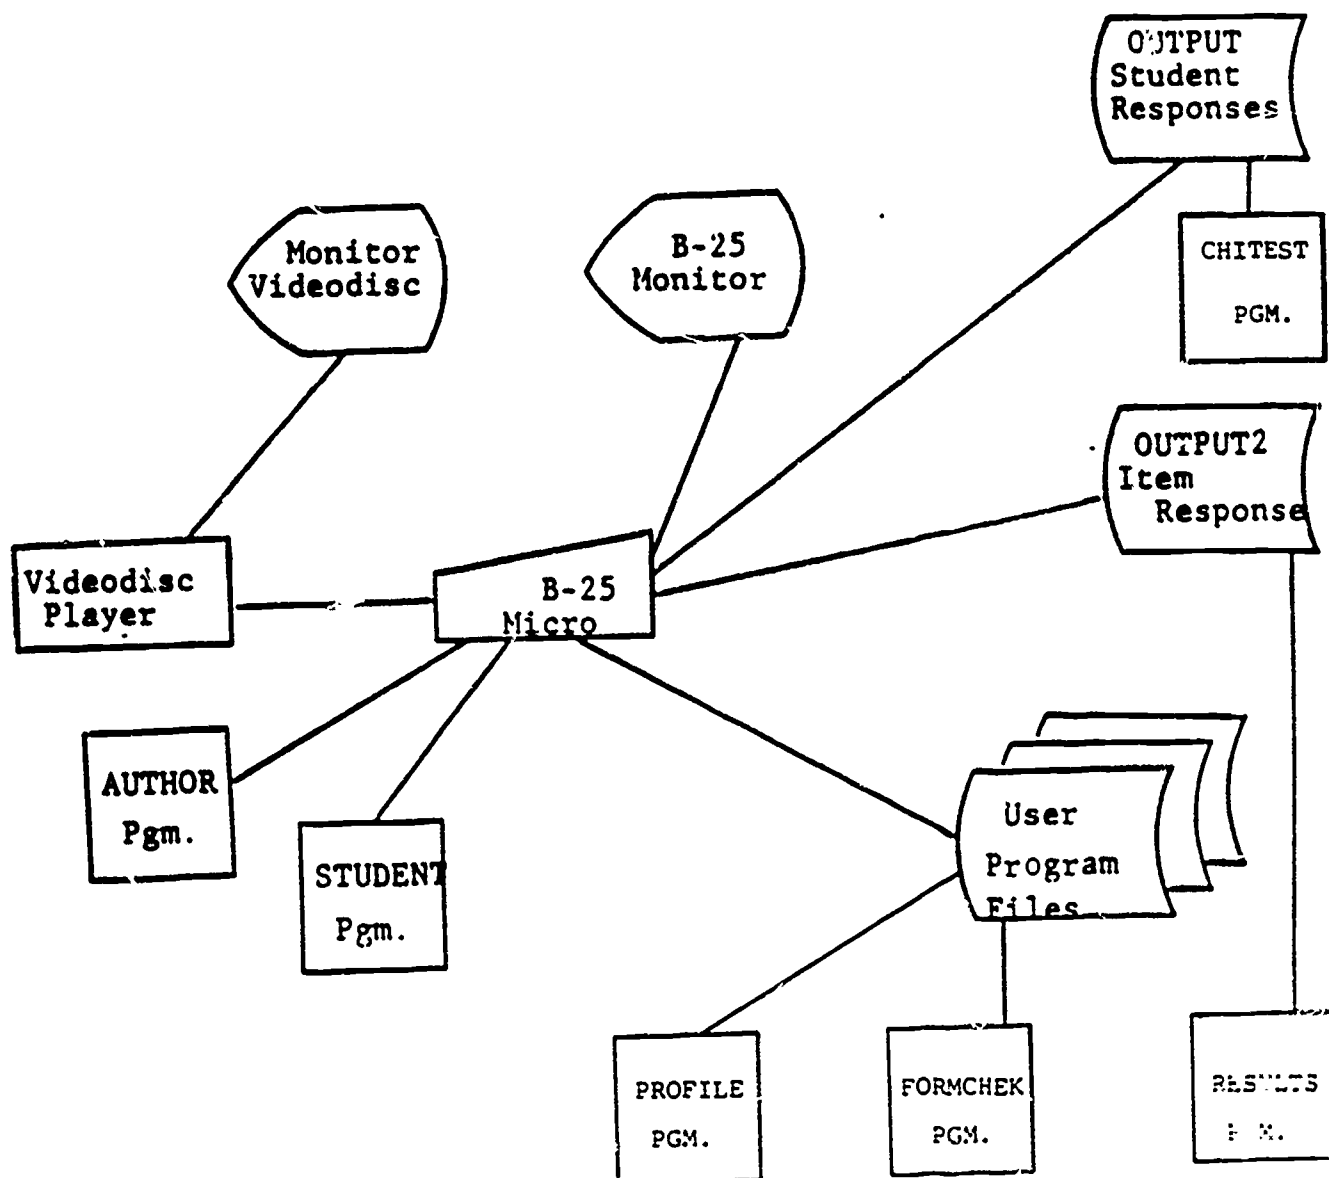 OUTPUT
Student
Responses
CHITEST
PGM.
Monitor
Videodisc
B-25
Monitor
OUTPUT2
Item
Response
Videodisc
Player
B-25
Micro
AUTHOR
Pgm.
STUDENT
Pgm.
User
Program
Files
PROFILE
PGM.
FORMCHEK
PGM.
RESULTS